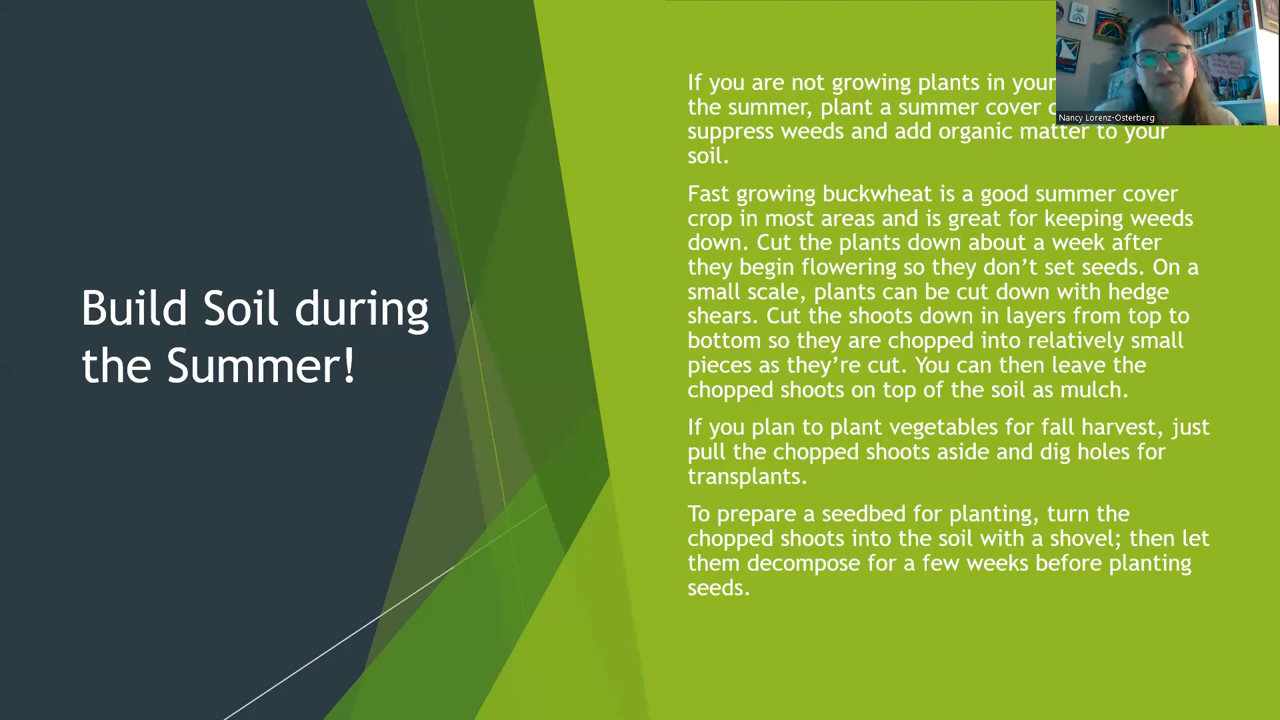 Build Soil during
the Summer!
If you are not growing plants in your
the summer, plant a summer cover
suppress weeds and add organic matter to your
soil.
Fast growing buckwheat is a good summer cover
crop in most areas and is great for keeping weeds
down. Cut the plants down about a week after
they begin flowering so they don’t set seeds. On a
small scale, plants can be cut down with hedge
shears. Cut the shoots down in layers from top to
bottom so they are chopped into relatively small
pieces as they’re cut. You can then leave the
chopped shoots on top of the soil as mulch.
If you plan to plant vegetables for fall harvest, just
pull the chopped shoots aside and dig holes for
transplants.
To prepare a seedbed for planting, turn the
chopped shoots into the soil with a shovel; then let
them decompose for a few weeks before planting
seeds.
Nancy Lorenz-Osterberg